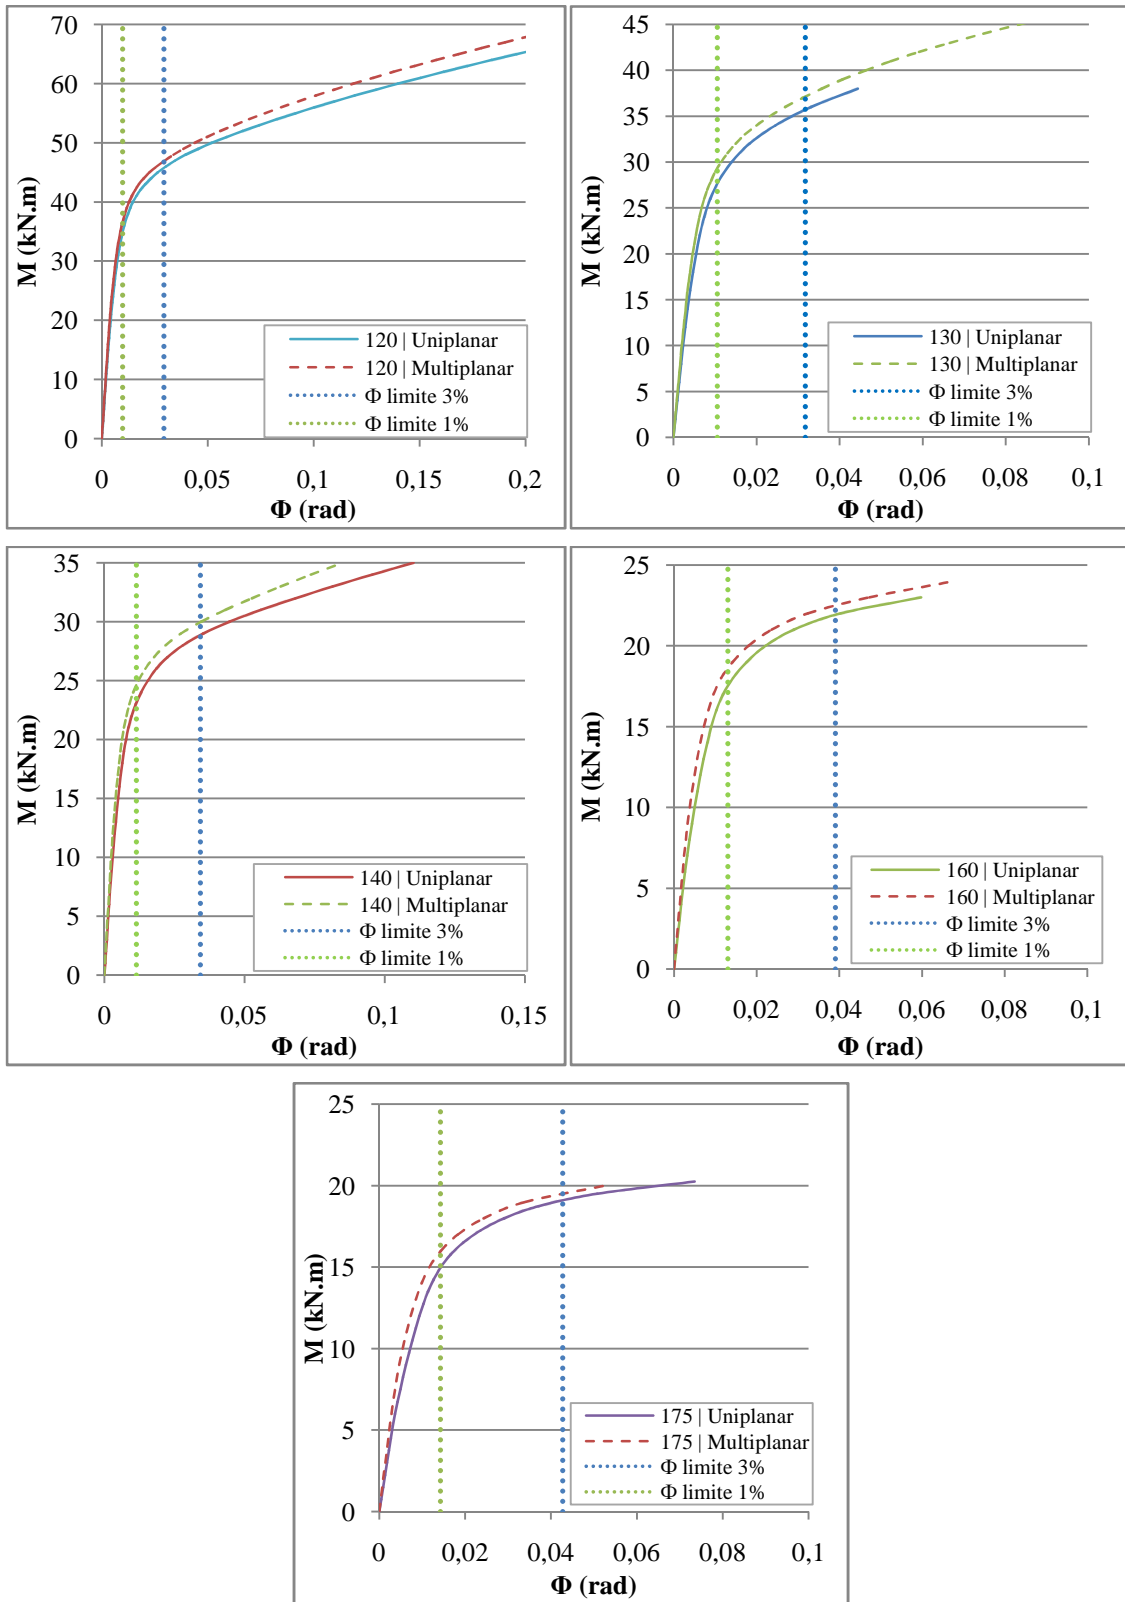 70
60
50
40
30
20
10
0
M (kN.m)
120 | Uniplanar
120 | Multiplanar
Φ limite 3%
Φ limite 1%
0 0,05 0,1 0,15 0,2
Φ (rad)
45
40
35
30
25
20
15
10
5
0
M (kN.m)
130 | Uniplanar
130 | Multiplanar
Φ limite 3%
Φ limite 1%
0 0,02 0,04 0,06 0,08 0,1
Φ (rad)
35
30
25
20
15
10
5
0
M (kN.m)
140 | Uniplanar
140 | Multiplanar
Φ limite 3%
Φ limite 1%
0 0,05 0,1 0,15
Φ (rad)
25
20
15
10
5
0
M (kN.m)
160 | Uniplanar
160 | Multiplanar
Φ limite 3%
Φ limite 1%
0 0,02 0,04 0,06 0,08 0,1
Φ (rad)
25
20
15
10
5
0
M (kN.m)
175 | Uniplanar
175 | Multiplanar
Φ limite 3%
Φ limite 1%
0 0,02 0,04 0,06 0,08 0,1
Φ (rad)